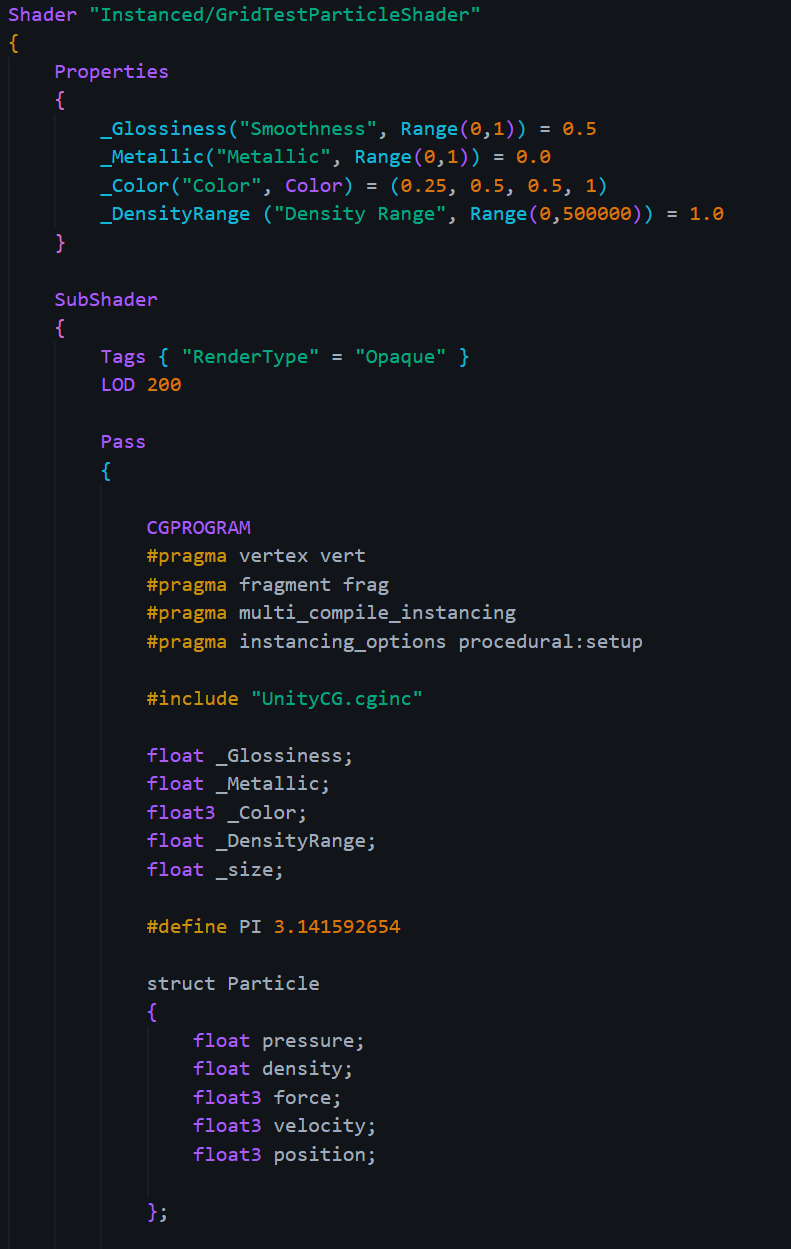 Shader "Instanced/GridTestParticleShader"
{
    Properties
    {
        _Glossiness("Smoothness", Range(0,1)) = 0.5
        _Metallic("Metallic", Range(0,1)) = 0.0
        _Color("Color", Color) = (0.25, 0.5, 0.5, 1)
        _DensityRange ("Density Range", Range(0,500000)) = 1.0
    }

    SubShader
    {
        Tags { "RenderType" = "Opaque" }
        LOD 200

        Pass
        {

            CGPROGRAM
            #pragma vertex vert
            #pragma fragment frag
            #pragma multi_compile_instancing
            #pragma instancing_options procedural:setup

            #include "UnityCG.cginc"

            float _Glossiness;
            float _Metallic;
            float3 _Color;
            float _DensityRange;
            float _size;

            #define PI 3.141592654

            struct Particle
            {
                float pressure;
                float density;
                float3 force;
                float3 velocity;
                float3 position;

            };